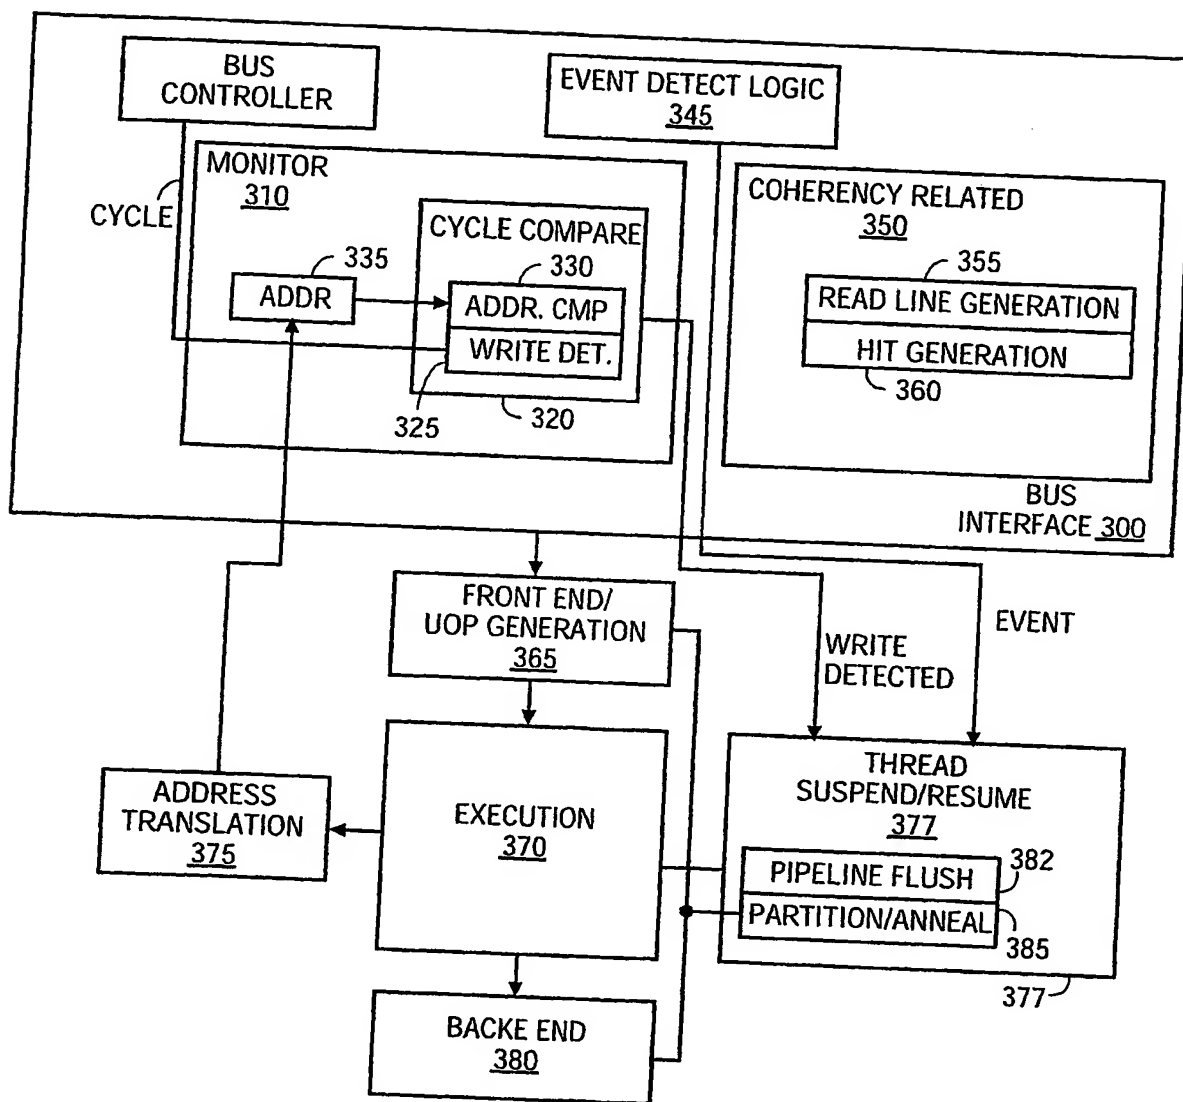 BUS
CONTROLLER
EVENT DETECT LOGIC
345
MONITOR
310
CYCLE
CYCLE COMPARE
335
330
ADDR
ADDR. CMP
WRITE DET.
325
320
COHERENCY RELATED
350
355
READ LINE GENERATION
HIT GENERATION
360
BUS
INTERFACE 300
FRONT END/
UOP GENERATION
365
WRITE
DETECTED
EVENT
ADDRESS
TRANSLATION
375
EXECUTION
370
THREAD
SUSPEND/RESUME
377
PIPELINE FLUSH
382
PARTITION/ANNEAL
385
377
BACKE END
380